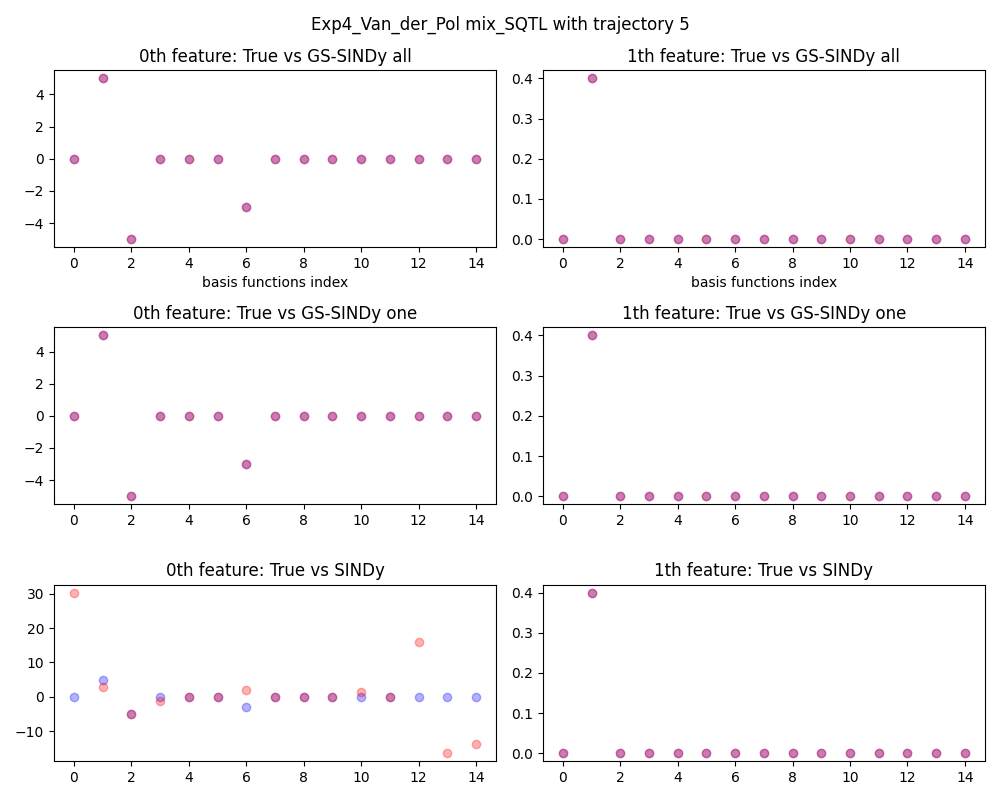 Exp4_Van_der_Pol mix_SQTL with trajectory 5
0th feature: True vs GS-SINDy all
1th feature: True vs GS-SINDy all
4
2
0
−2
−4
0 2 4 6 8 10 12 14
basis functions index
0.4
0.3
0.2
0.1
0.0
0 2 4 6 8 10 12 14
basis functions index
0th feature: True vs GS-SINDy one
1th feature: True vs GS-SINDy one
4
2
0
−2
−4
0 2 4 6 8 10 12 14
0.4
0.3
0.2
0.1
0.0
0 2 4 6 8 10 12 14
0th feature: True vs SINDy
1th feature: True vs SINDy
30
20
10
0
−10
0 2 4 6 8 10 12 14
0.4
0.3
0.2
0.1
0.0
0 2 4 6 8 10 12 14